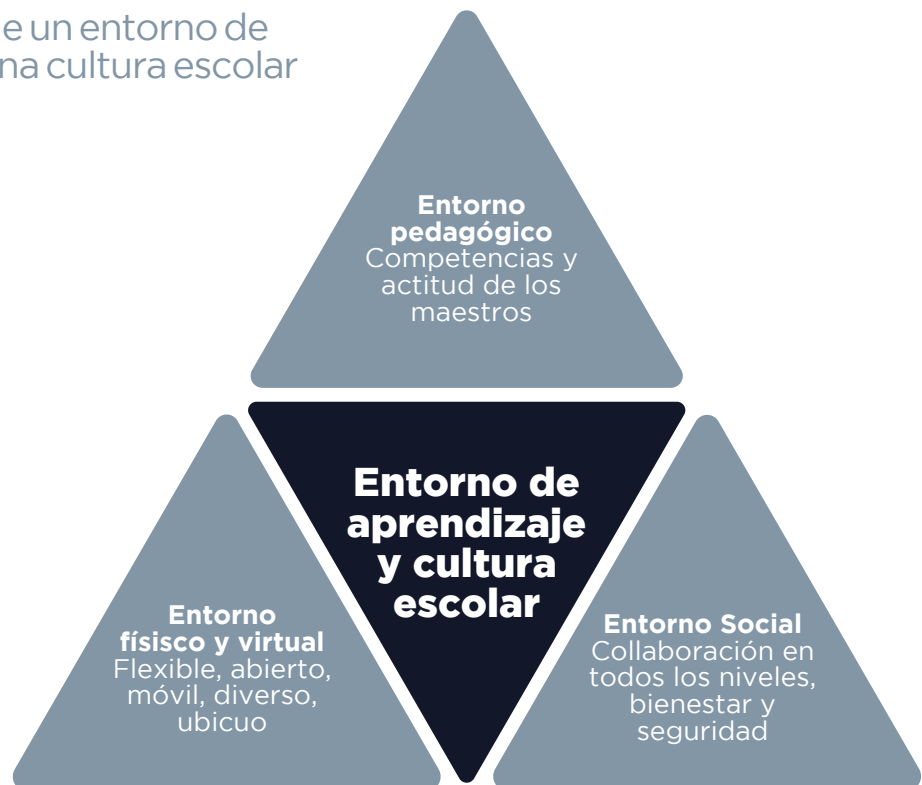 e un entorno de
na cultura escolar
Entorno
pedagógico
Competencias y
actitud de los
maestros
Entorno de
aprendizaje
y cultura
escolar
Entorno
físisco y virtual
Flexible, abierto,
móvil, diverso,
ubicuo
Entorno Social
Collaboración en
todos los niveles,
bienestar y
seguridad